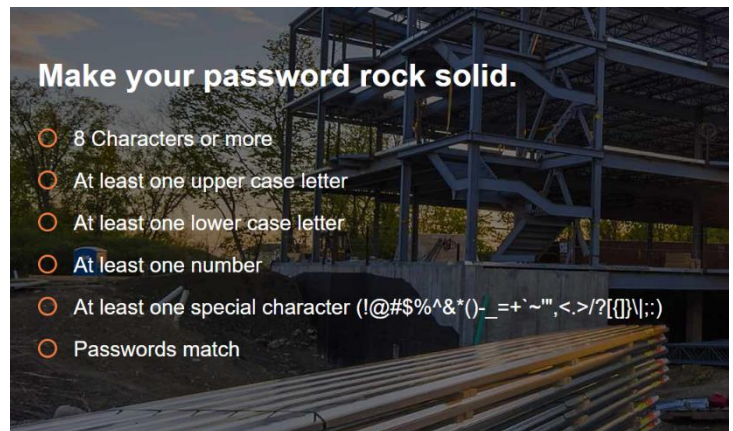 Make your password rock solid.
8 Characters or more
At least one upper case letter
At least one lower case letter
At least one number
At least one special character (!@#$%^&*()-_=+`~'",<.>/?[{]}\|;:)
Passwords match